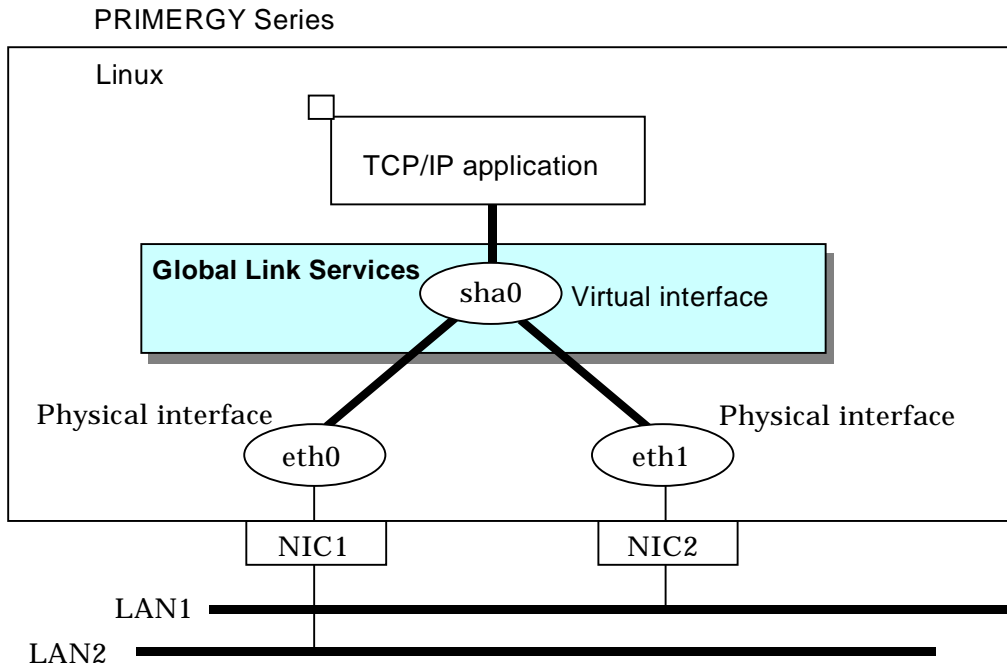 PRIMERGY Series
Linux
TCP/IP application
Global Link Services
sha0
Virtual interface
Physical interface
Physical interface
eth0
eth1
NIC1
NIC2
LAN1
LAN2